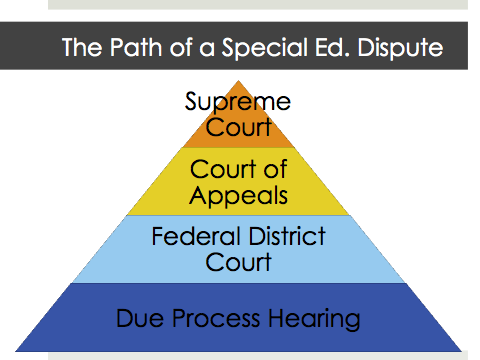 The Path of a Special Ed. Dispute
Supreme
Court
Court of
Appeals
Federal District
Court
Due Process Hearing